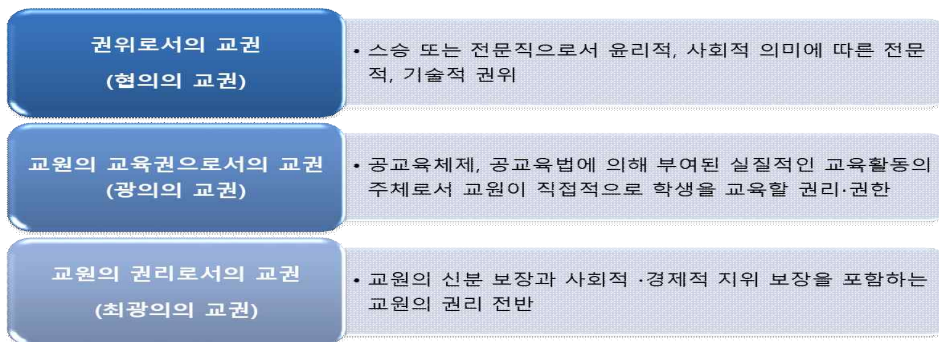 권위로서의 교권
(협의의 교권)
• 스승 또는 전문직으로서 윤리적, 사회적 의미에 따른 전문
적, 기술적 권위
교원의 교육권으로서의 교권
(광의의 교권)
• 공교육체제, 공교육법에 의해 부여된 실질적인 교육활동의
주체로서 교원이 직접적으로 학생을 교육할 권리·권한
교원의 권리로서의 교권
(최광의의 교권)
• 교원의 신분 보장과 사회적 ·경제적 지위 보장을 포함하는
교원의 권리 전반